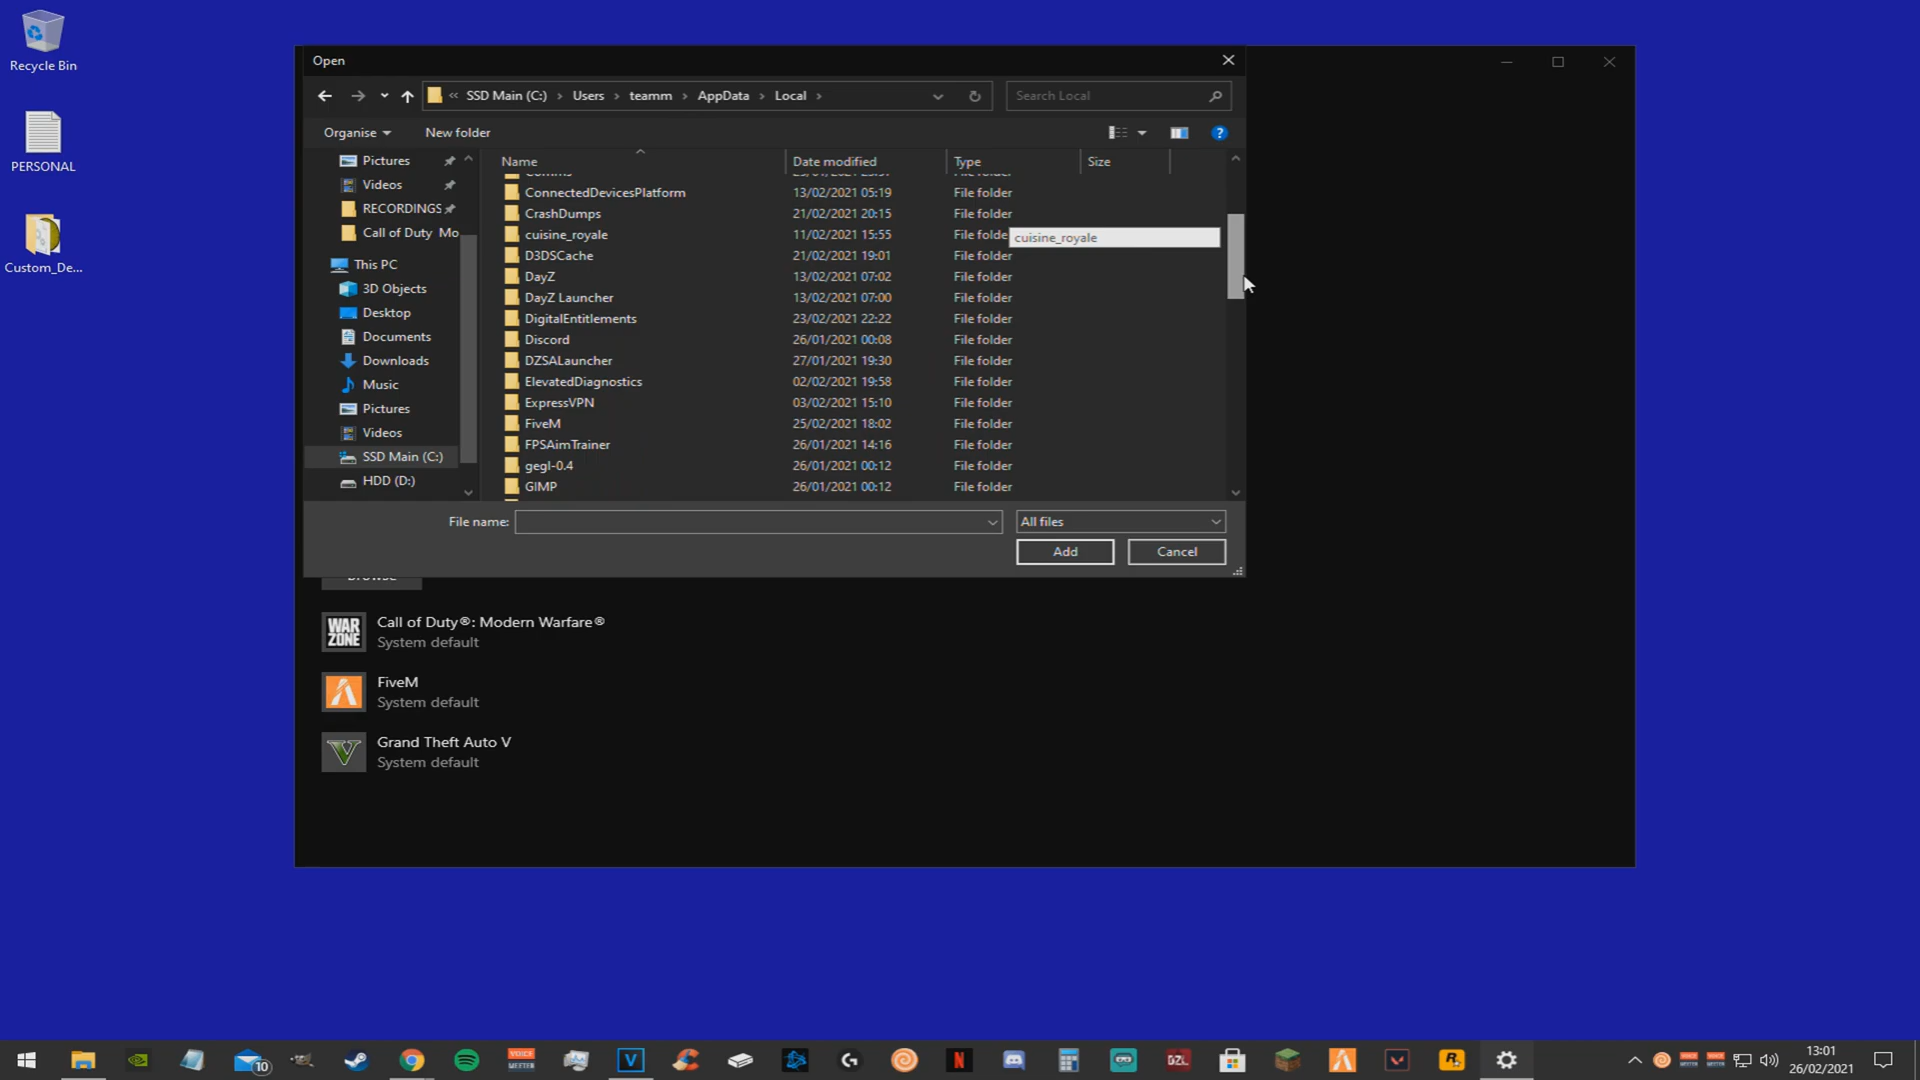 Recycle Bin
PERSONAL
Custom_De...
Open
« SSD Main (C:) › Users › teamm › AppData › Local ›
Search Local
Organise
New folder
?
Pictures
Videos
RECORDINGS
Call of Duty Mo
This PC
3D Objects
Desktop
Documents
Downloads
Music
Pictures
Videos
SSD Main (C:)
HDD (D:)
Name Date modified Type Size
ConnectedDevicesPlatform 13/02/2021 05:19 File folder
CrashDumps 21/02/2021 20:15 File folder
cuisine_royale 11/02/2021 15:55 File folde
cuisine_royale
D3DSCache 21/02/2021 19:01 File folder
DayZ 13/02/2021 07:02 File folder
DayZ Launcher 13/02/2021 07:00 File folder
DigitalEntitlements 23/02/2021 22:22 File folder
Discord 26/01/2021 00:08 File folder
DZSALauncher 27/01/2021 19:30 File folder
ElevatedDiagnostics 02/02/2021 19:58 File folder
ExpressVPN 03/02/2021 15:10 File folder
FiveM 25/02/2021 18:02 File folder
FPSAimTrainer 26/01/2021 14:16 File folder
gegl-0.4 26/01/2021 00:12 File folder
GIMP 26/01/2021 00:12 File folder
File name:
All files
Add
Cancel
WAR ZONE
Call of Duty®: Modern Warfare®
System default
FiveM
System default
Grand Theft Auto V
System default
10
VOICE MEETER
V
N
DZL
R
13:01
26/02/2021